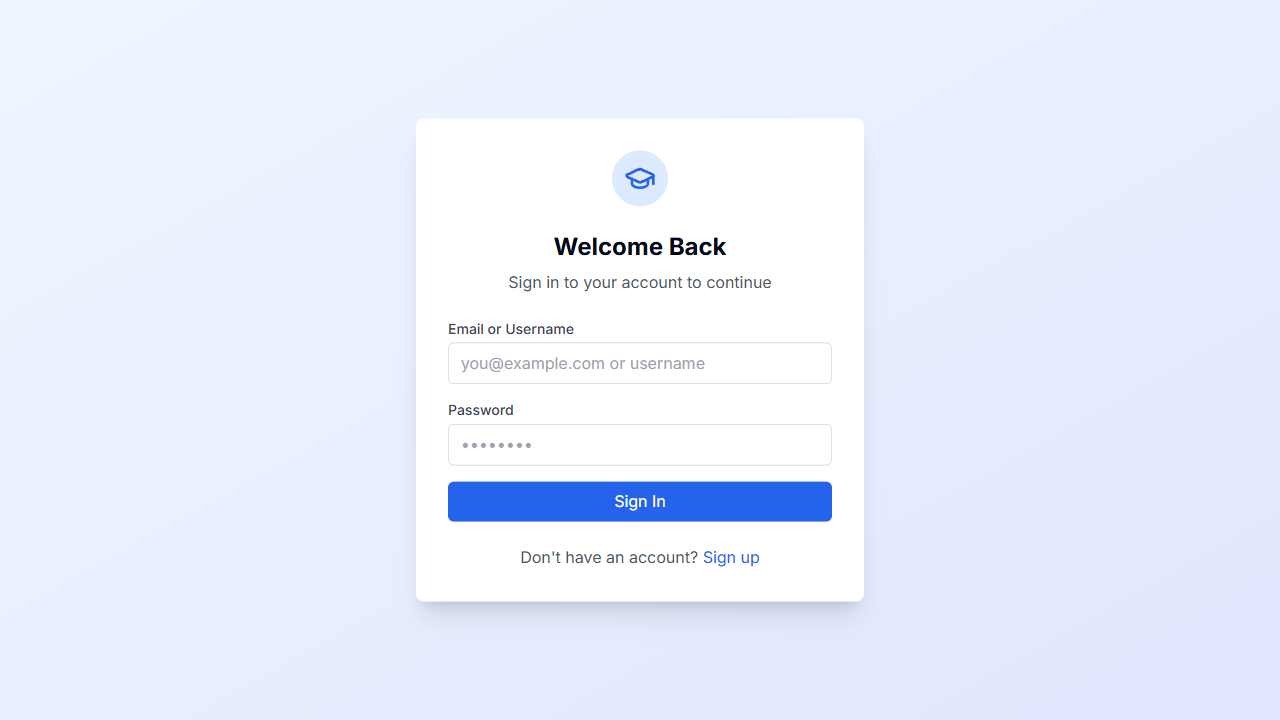 Welcome Back
Sign in to your account to continue
Email or Username
you@example.com or username
Password
••••••••
Sign In
Don't have an account? Sign up